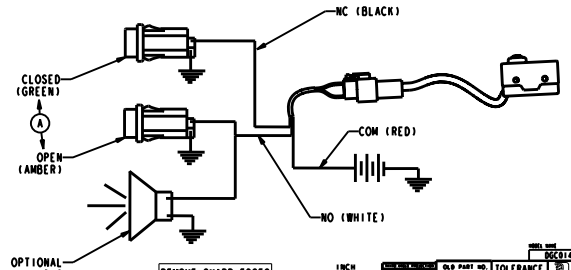 NC (BLACK)
CLOSED
(GREEN)
A
OPEN
(AMBER)
COM (RED)
NO (WHITE)
OPTIONAL
INCH
OLD PART NO.
TOLERANCE